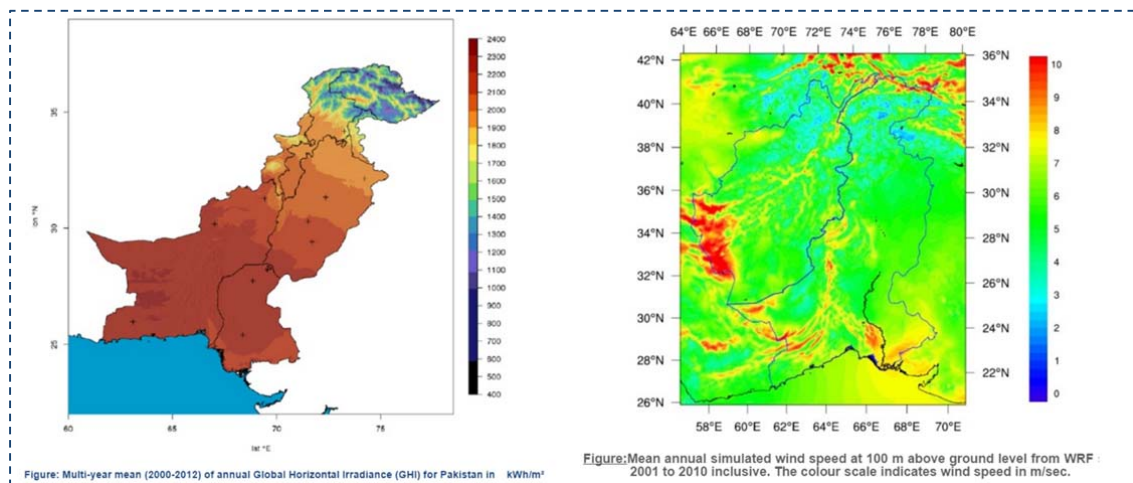 2400
2300
2200
2100
2000
1900
1800
1700
1600
1500
1400
1300
1200
1100
1000
900
800
700
600
500
400
35
30
25
60 65 70 75
lon °N
lat °E
Figure: Multi-year mean (2000-2012) of annual Global Horizontal Irradiance (GHI) for Pakistan in kWh/m²
64°E 66°E 68°E 70°E 72°E 74°E 76°E 78°E 80°E
42°N
40°N
38°N
36°N
34°N
32°N
30°N
28°N
26°N
36°N
34°N
32°N
30°N
28°N
26°N
24°N
22°N
58°E 60°E 62°E 64°E 66°E 68°E 70°E
10
9
8
7
6
5
4
3
2
1
0
Figure:Mean annual simulated wind speed at 100 m above ground level from WRF :
2001 to 2010 inclusive. The colour scale indicates wind speed in m/sec.